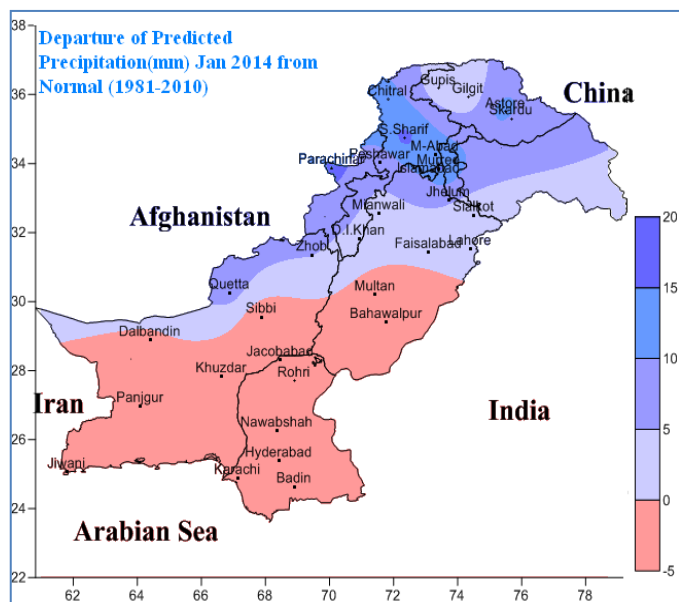 Departure of Predicted
Precipitation(mm) Jan 2014 from
Normal (1981-2010)
38
36
34
32
30
28
26
24
22
62
64
66
68
70
72
74
76
78
China
Gupis
Gilgit
Chitral
Astore
Skardu
S.Sharif
M-Abad
Murree
Peshawar
Islamabad
Parachinar
Jhelum
Sialkot
Mianwali
Afghanistan
D.I.Khan
Zhob
Faisalabad
Lahore
Quetta
Multan
Sibbi
Bahawalpur
Dalbandin
Jacobabad
Khuzdar
Rohri
Iran
Panjgur
India
Nawabshah
Hyderabad
Jiwani
Karachi
Badin
Arabian Sea
20
15
10
5
0
-5